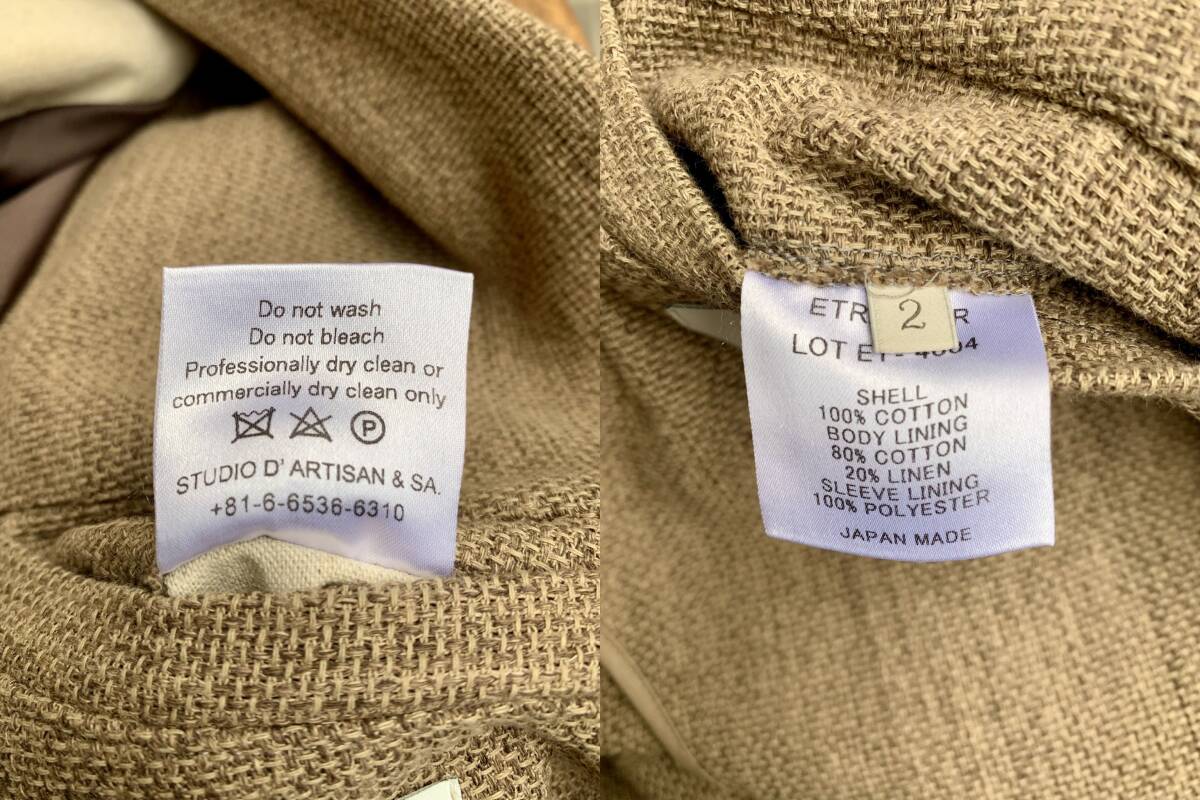 Do not wash
Do not bleach
Professionally dry clean or
commercially dry clean only
P
STUDIO D' ARTISAN & SA.
+81-6-6536-6310
2
LOT
SHELL
100% COTTON
BODY LINING
80% COTTON
20% LINEN
SLEEVE LINING
100% POLYESTER
JAPAN MADE